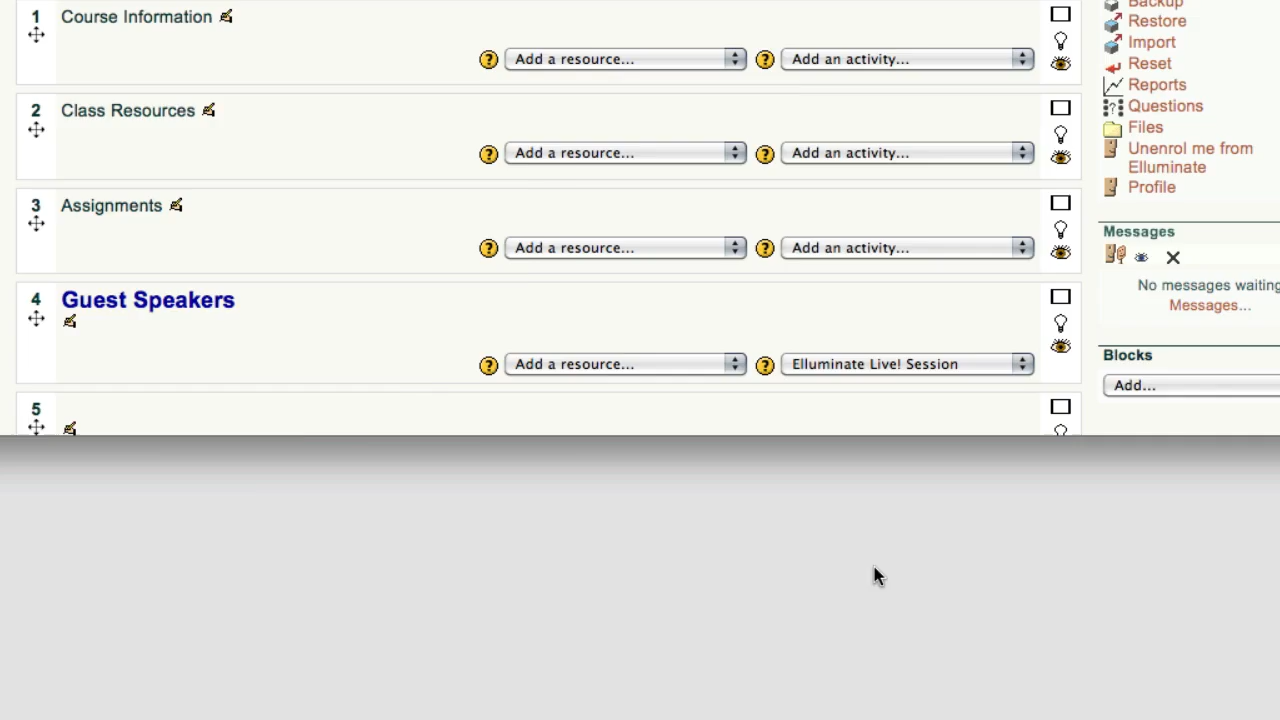 1 Course Information
Add a resource... Add an activity...
2 Class Resources
Add a resource... Add an activity...
3 Assignments
Add a resource... Add an activity...
4 Guest Speakers
Add a resource... Elluminate Live! Session
5
Backup
Restore
Import
Reset
Reports
Questions
Files
Unenrol me from
Elluminate
Profile
Messages
No messages waiting
Messages...
Blocks
Add...